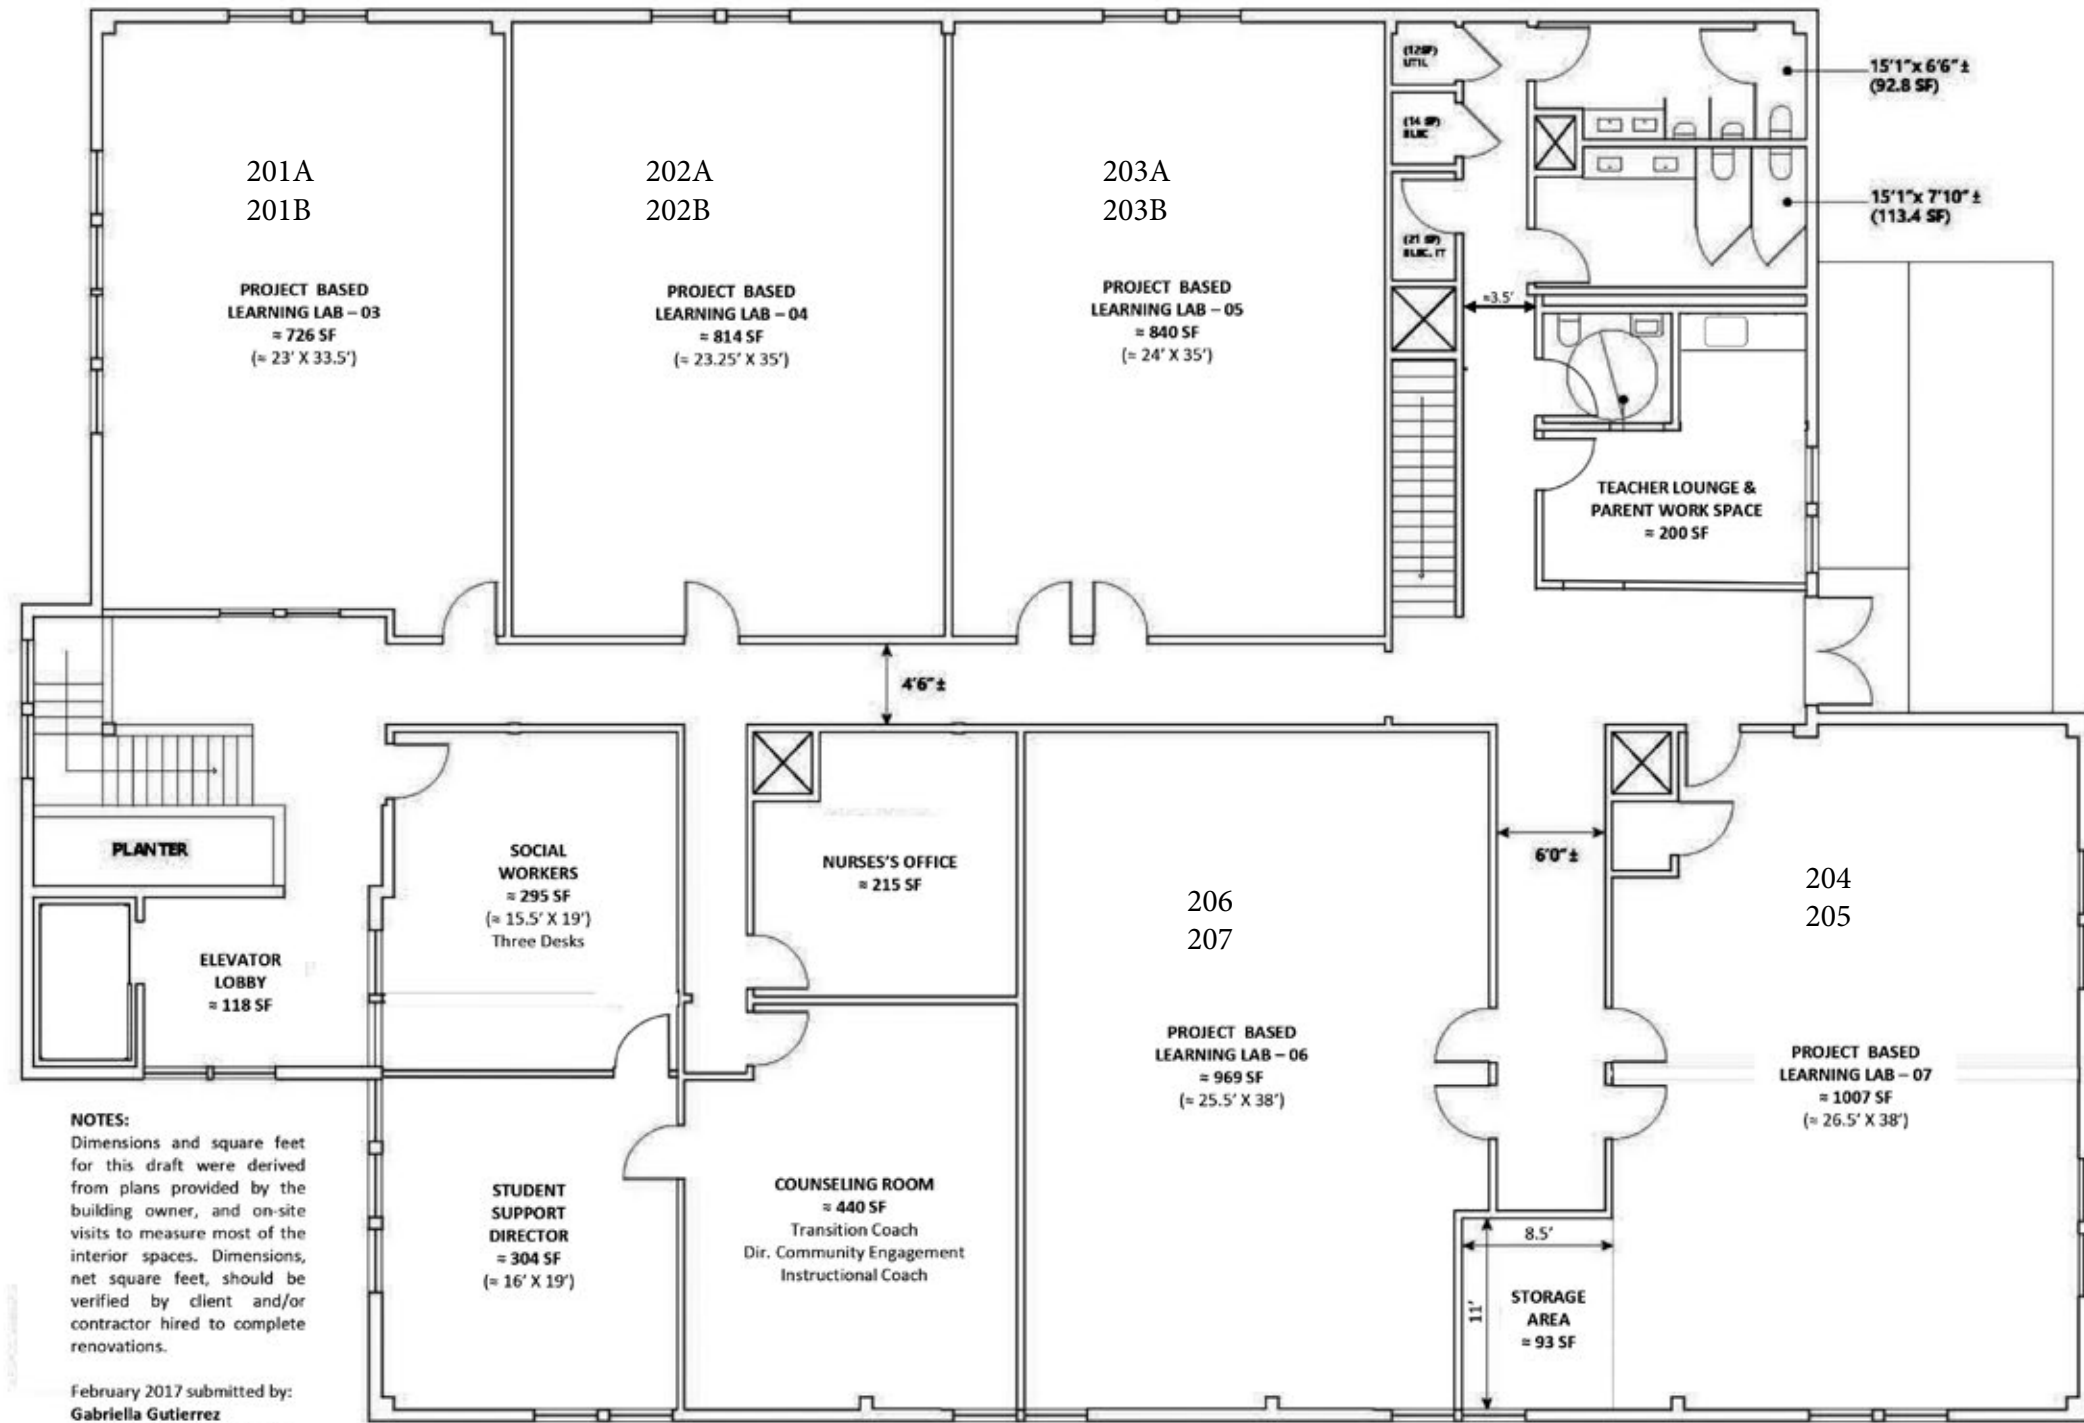 (12SF)
UTIL
15'1"x 6'6"±
(92.8 SF)
(14 SF)
ELEC
201A
201B
202A
202B
203A
203B
15'1"x 7'10"±
(113.4 SF)
(21 SF)
ELEC. IT
PROJECT BASED
LEARNING LAB – 03
≈ 726 SF
(≈ 23' X 33.5')
PROJECT BASED
LEARNING LAB – 04
≈ 814 SF
(≈ 23.25' X 35')
PROJECT BASED
LEARNING LAB – 05
≈ 840 SF
(≈ 24' X 35')
≈3.5'
TEACHER LOUNGE &
PARENT WORK SPACE
≈ 200 SF
4'6"±
PLANTER
SOCIAL
WORKERS
≈ 295 SF
(≈ 15.5' X 19')
Three Desks
NURSES'S OFFICE
≈ 215 SF
6'0"±
206
207
204
205
ELEVATOR
LOBBY
≈ 118 SF
PROJECT BASED
LEARNING LAB – 06
≈ 969 SF
(≈ 25.5' X 38')
PROJECT BASED
LEARNING LAB – 07
≈ 1007 SF
(≈ 26.5' X 38')
NOTES:
Dimensions and square feet
for this draft were derived
from plans provided by the
building owner, and on-site
visits to measure most of the
interior spaces. Dimensions,
net square feet, should be
verified by client and/or
contractor hired to complete
renovations.
February 2017 submitted by:
Gabriella Gutierrez
STUDENT
SUPPORT
DIRECTOR
≈ 304 SF
(≈ 16' X 19')
COUNSELING ROOM
≈ 440 SF
Transition Coach
Dir. Community Engagement
Instructional Coach
8.5'
11'
STORAGE
AREA
≈ 93 SF